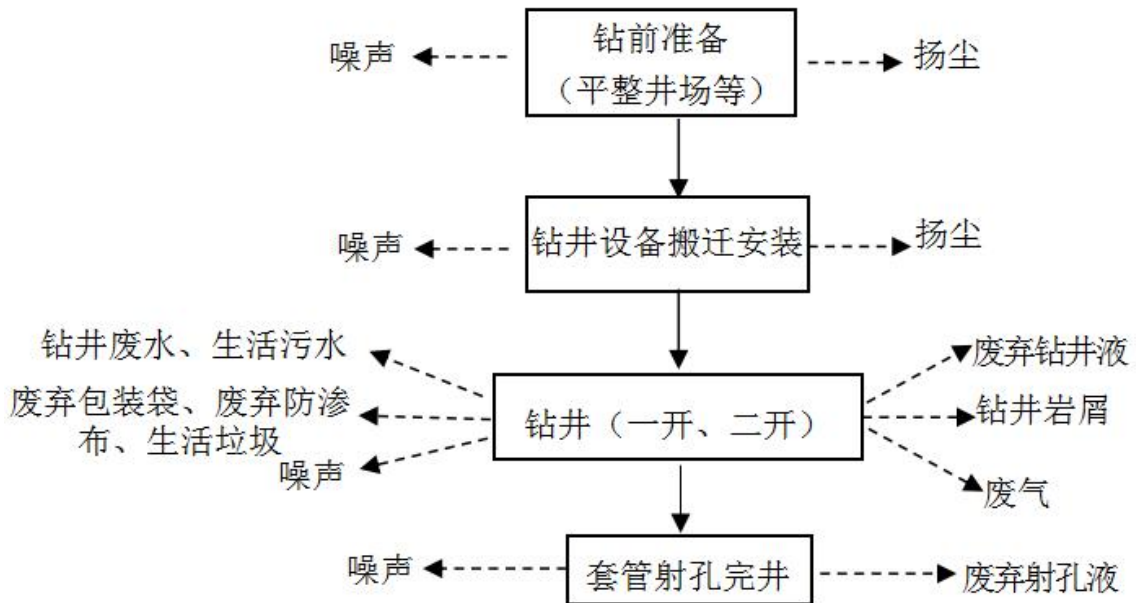 钻前准备
（平整井场等）
噪声
扬尘
钻井设备搬迁安装
噪声
扬尘
钻井废水、生活污水
废弃包装袋、废弃防渗
布、生活垃圾
噪声
钻井（一开、二开）
废弃钻井液
钻井岩屑
废气
噪声
套管射孔完井
废弃射孔液